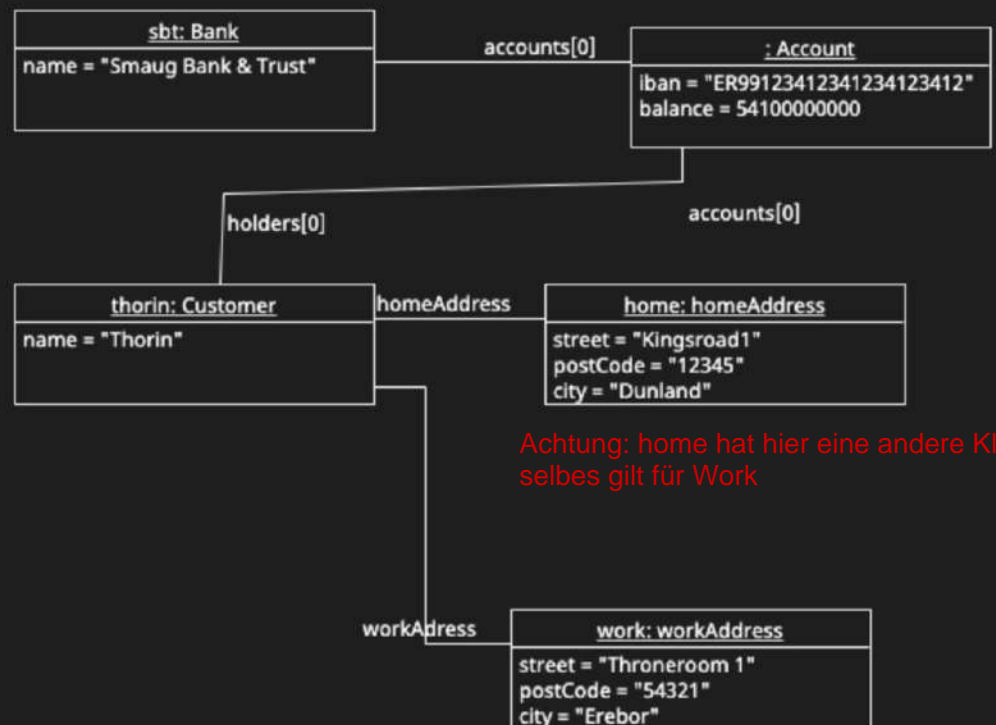 sbt: Bank
name = "Smaug Bank & Trust"
accounts[0]
: Account
iban = "ER99123412341234123412"
balance = 54100000000
holders[0]
accounts[0]
thorin: Customer
name = "Thorin"
homeAddress
home: homeAddress
street = "Kingsroad1"
postCode = "12345"
city = "Dunland"
Achtung: home hat hier eine andere
selbes gilt für Work
workAdress
work: workAddress
street = "Throneroom 1"
postCode = "54321"
city = "Erebor"